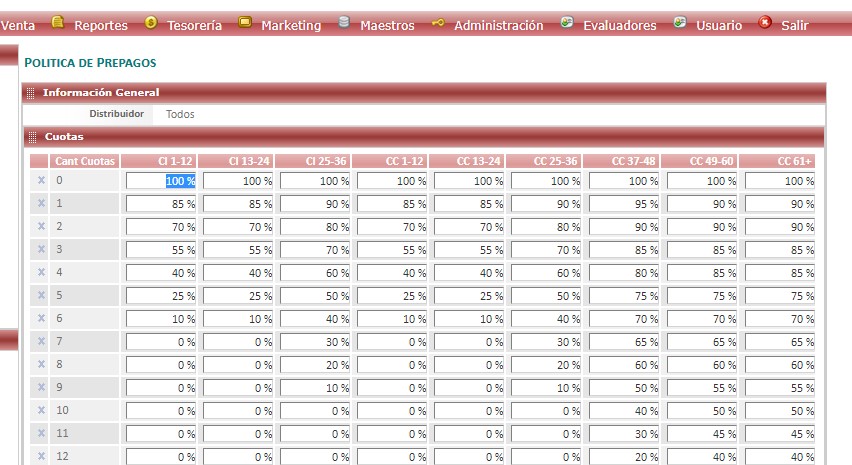 Venta Reportes Tesorería Marketing Maestros Administración Evaluadores Usuario Salir
POLITICA DE PREPAGOS
Información General
Distribuidor Todos
Cuotas
Cant Cuotas CI 1-12 CI 13-24 CI 25-36 CC 1-12 CC 13-24 CC 25-36 CC 37-48 CC 49-60 CC 61+
0 100 % 100 % 100 % 100 % 100 % 100 % 100 % 100 % 100 %
1 85 % 85 % 90 % 85 % 85 % 90 % 95 % 90 % 90 %
2 70 % 70 % 80 % 70 % 70 % 80 % 90 % 90 % 90 %
3 55 % 55 % 70 % 55 % 55 % 70 % 85 % 85 % 85 %
4 40 % 40 % 60 % 40 % 40 % 60 % 80 % 85 % 85 %
5 25 % 25 % 50 % 25 % 25 % 50 % 75 % 75 % 75 %
6 10 % 10 % 40 % 10 % 10 % 40 % 70 % 70 % 70 %
7 0 % 0 % 30 % 0 % 0 % 30 % 65 % 65 % 65 %
8 0 % 0 % 20 % 0 % 0 % 20 % 60 % 60 % 60 %
9 0 % 0 % 10 % 0 % 0 % 10 % 50 % 55 % 55 %
10 0 % 0 % 0 % 0 % 0 % 0 % 40 % 50 % 50 %
11 0 % 0 % 0 % 0 % 0 % 0 % 30 % 45 % 45 %
12 0 % 0 % 0 % 0 % 0 % 0 % 20 % 40 % 40 %